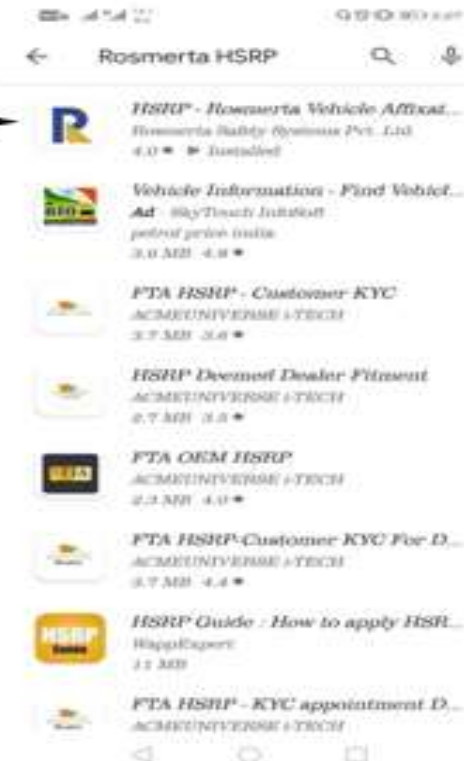 Rosmerta HSRP
HSRP - Rosmerta Vehicle Affixat...
Rosmerta Safety Systems Pvt. Ltd
4.0 Installed
Vehicle Information - Find Vehicl...
Ad SkyTouch InfoSoft
petrol price india
3.0 MB 4.8
FTA HSRP - Customer KYC
ACMEUNIVERSE i-TECH
3.7 MB 3.6
HSRP Deemed Dealer Fitment
ACMEUNIVERSE i-TECH
2.7 MB 3.5
FTA OEM HSRP
ACMEUNIVERSE i-TECH
2.3 MB 4.0
FTA HSRP-Customer KYC For D...
ACMEUNIVERSE i-TECH
3.7 MB 4.4
HSRP
Guide
HSRP Guide : How to apply HSR...
WappExpert
11 MB
FTA HSRP - KYC appointment D...
ACMEUNIVERSE i-TECH